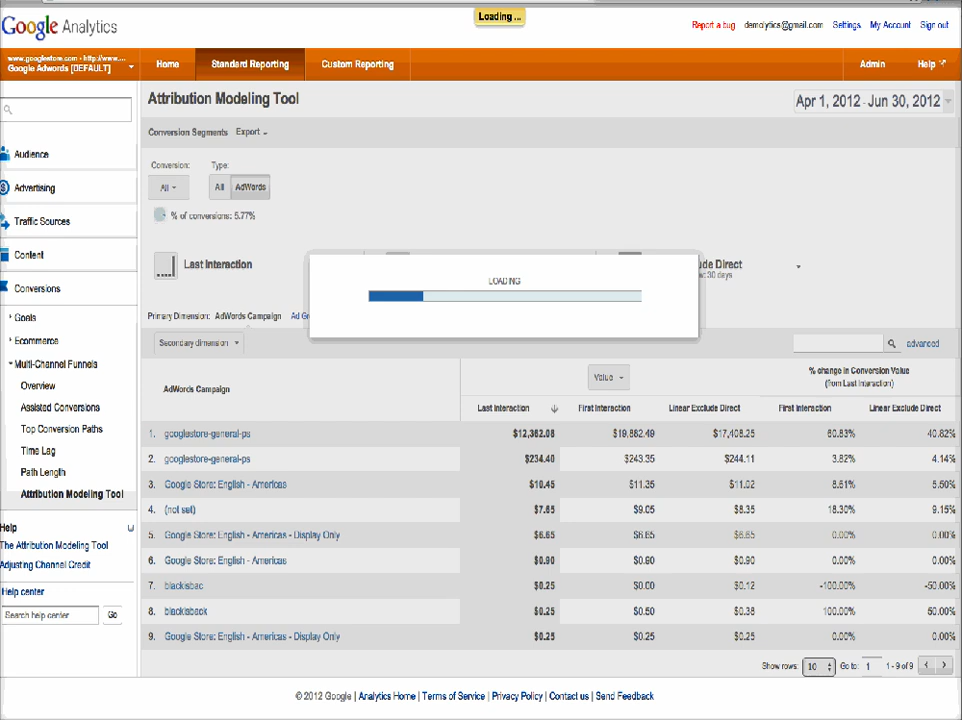 Loading ...
Google Analytics
Report a bug demolytics@gmail.com Settings My Account Sign out
www.googlestore.com - http://www....
Google Adwords [DEFAULT]
Home Standard Reporting Custom Reporting Admin Help
Attribution Modeling Tool
Apr 1, 2012 - Jun 30, 2012
Conversion Segments Export
Audience
Advertising
Traffic Sources
Content
Conversions
Goals
Ecommerce
Multi-Channel Funnels
Overview
Assisted Conversions
Top Conversion Paths
Time Lag
Path Length
Attribution Modeling Tool
Help
The Attribution Modeling Tool
Adjusting Channel Credit
Help center
Search help center Go
Conversion: Type:
All All AdWords
% of conversions: 5.77%
Last Interaction
Direct
30 days
LOADING
Primary Dimension: AdWords Campaign Ad
Secondary dimension
advanced
AdWords Campaign
Value
% change in Conversion Value
(from Last Interaction)
Last Interaction First Interaction Linear Exclude Direct First Interaction Linear Exclude Direct
1. googlestore-general-ps $12,362.08 $19,882.49 $17,408.25 60.83% 40.82%
2. googlestore-general-ps $234.40 $243.35 $244.11 3.82% 4.14%
3. Google Store: English - Americas $10.45 $11.35 $11.02 8.61% 5.50%
4. (not set) $7.65 $9.05 $8.35 18.30% 9.15%
5. Google Store: English - Americas - Display Only $6.65 $6.65 $6.65 0.00% 0.00%
6. Google Store: English - Americas $0.90 $0.90 $0.90 0.00% 0.00%
7. blackisbac $0.25 $0.00 $0.12 -100.00% -50.00%
8. blackisback $0.25 $0.50 $0.38 100.00% 50.00%
9. Google Store: English - Americas - Display Only $0.25 $0.25 $0.25 0.00% 0.00%
Show rows: 10 Go to: 1 1 - 9 of 9
© 2012 Google | Analytics Home | Terms of Service | Privacy Policy | Contact us | Send Feedback